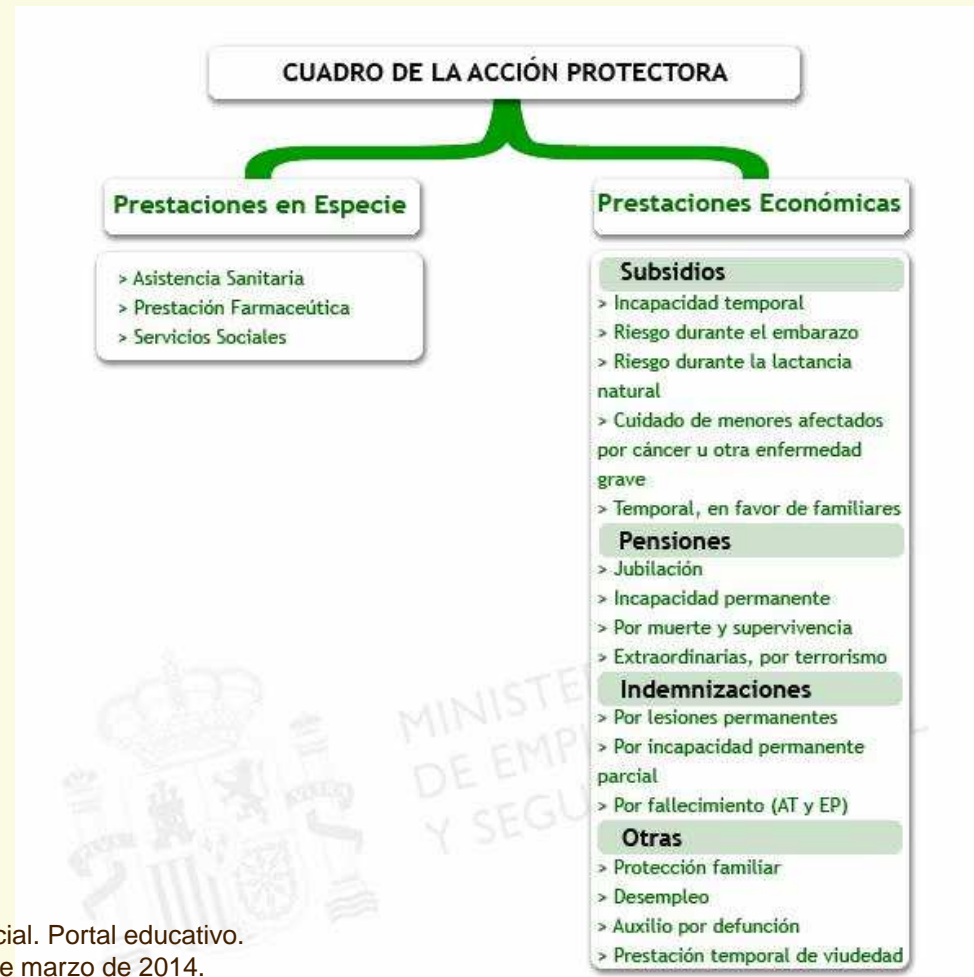 CUADRO DE LA ACCIÓN PROTECTORA
Prestaciones en Especie
> Asistencia Sanitaria
> Prestación Farmaceútica
> Servicios Sociales
Prestaciones Económicas
Subsidios
> Incapacidad temporal
> Riesgo durante el embarazo
> Riesgo durante la lactancia
natural
> Cuidado de menores afectados
por cáncer u otra enfermedad
grave
> Temporal, en favor de familiares
Pensiones
> Jubilación
> Incapacidad permanente
> Por muerte y supervivencia
> Extraordinarias, por terrorismo
Indemnizaciones
> Por lesiones permanentes
> Por incapacidad permanente
parcial
> Por fallecimiento (AT y EP)
Otras
> Protección familiar
> Desempleo
> Auxilio por defunción
> Prestación temporal de viudedad
DE
Y
cial. Portal educativo.
e marzo de 2014.